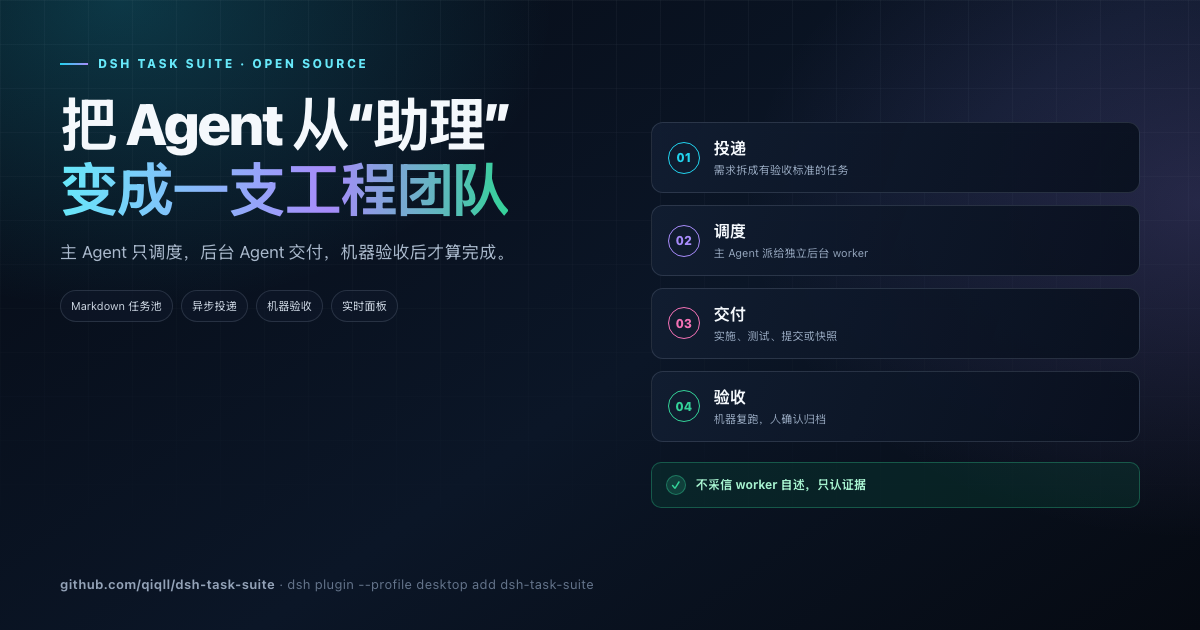 DSH TASK SUITE · OPEN SOURCE
把 Agent 从“助理”
变成一支工程团队
主 Agent 只调度，后台 Agent 交付，机器验收后才算完成。
Markdown 任务池
异步投递
机器验收
实时面板
01
投递
需求拆成有验收标准的任务
02
调度
主 Agent 派给独立后台 worker
03
交付
实施、测试、提交或快照
04
验收
机器复跑，人确认归档
不采信 worker 自述，只认证据
github.com/qiqll/dsh-task-suite · dsh plugin --profile desktop add dsh-task-suite